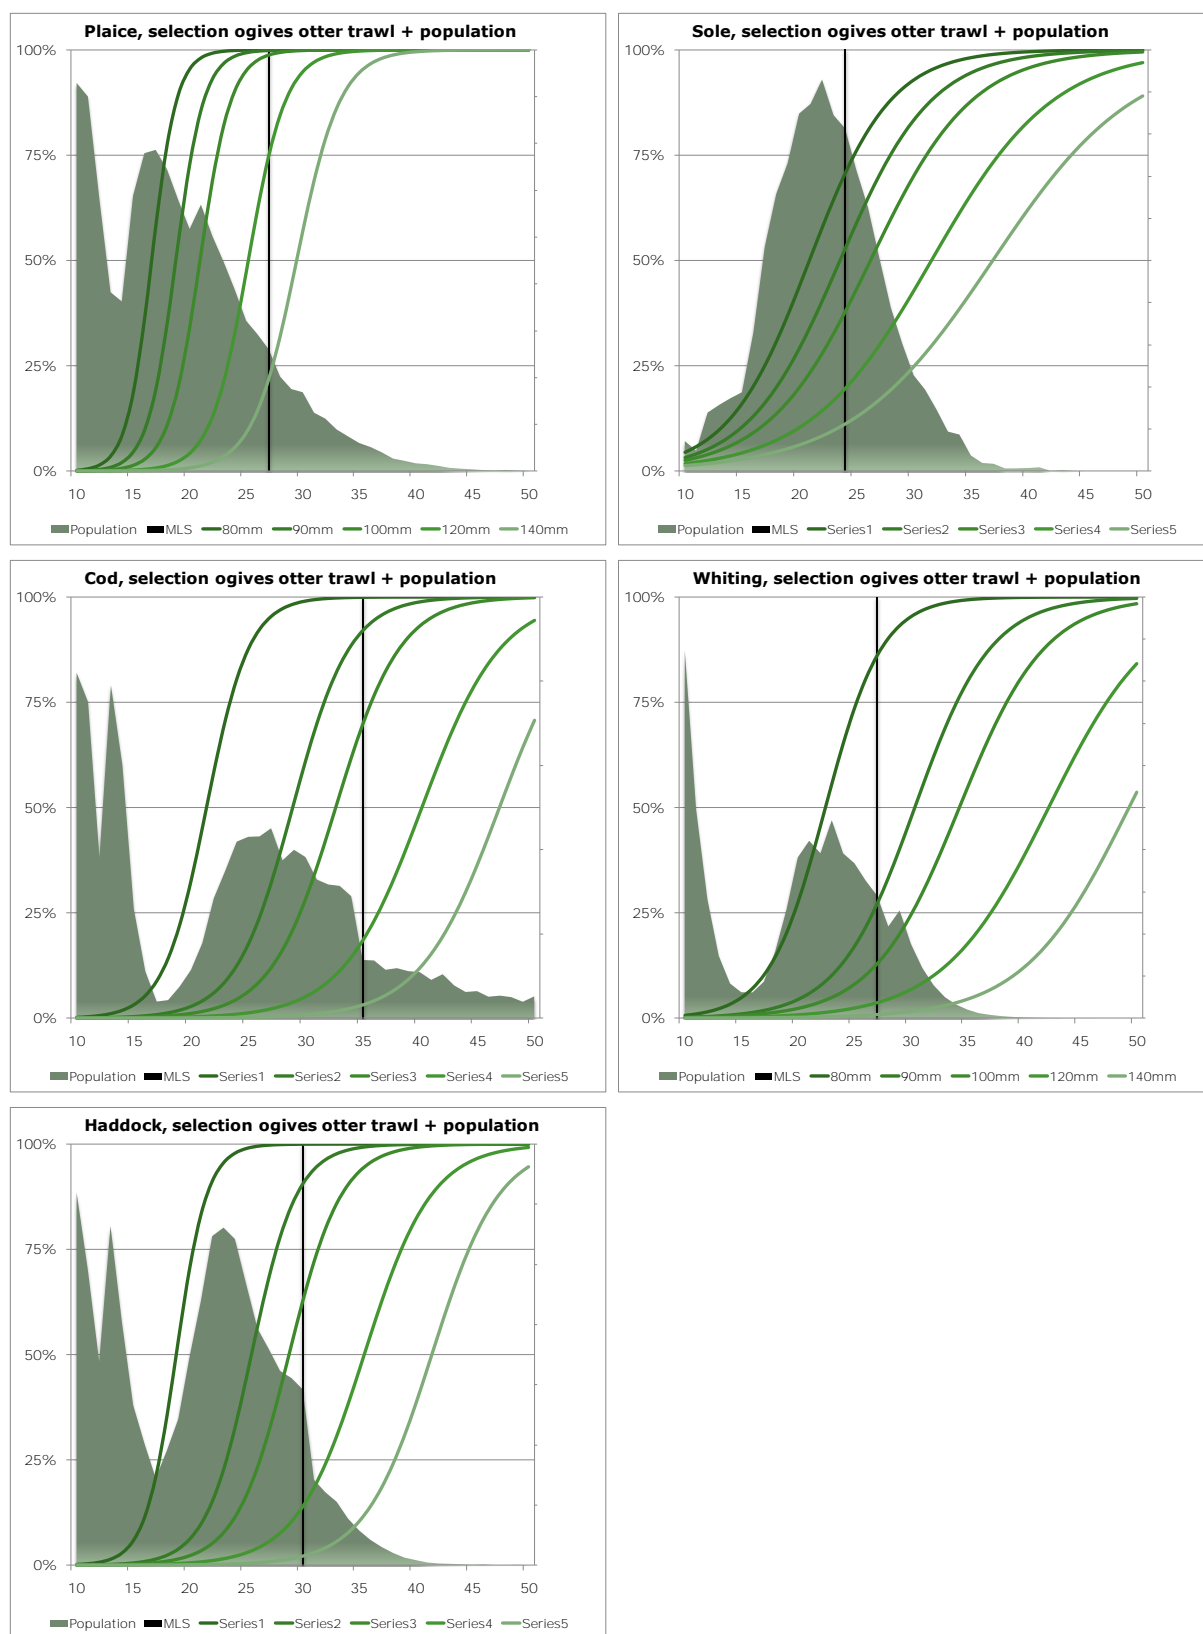 Plaice, selection ogives otter trawl + population
100%
75%
50%
25%
0%
10 15 20 25 30 35 40 45 50
Population MLS 80mm 90mm 100mm 120mm 140mm
Sole, selection ogives otter trawl + population
100%
75%
50%
25%
0%
10 15 20 25 30 35 40 45 50
Population MLS Series1 Series2 Series3 Series4 Series5
Cod, selection ogives otter trawl + population
100%
75%
50%
25%
0%
10 15 20 25 30 35 40 45 50
Population MLS Series1 Series2 Series3 Series4 Series5
Whiting, selection ogives otter trawl + population
100%
75%
50%
25%
0%
10 15 20 25 30 35 40 45 50
Population MLS 80mm 90mm 100mm 120mm 140mm
Haddock, selection ogives otter trawl + population
100%
75%
50%
25%
0%
10 15 20 25 30 35 40 45 50
Population MLS Series1 Series2 Series3 Series4 Series5